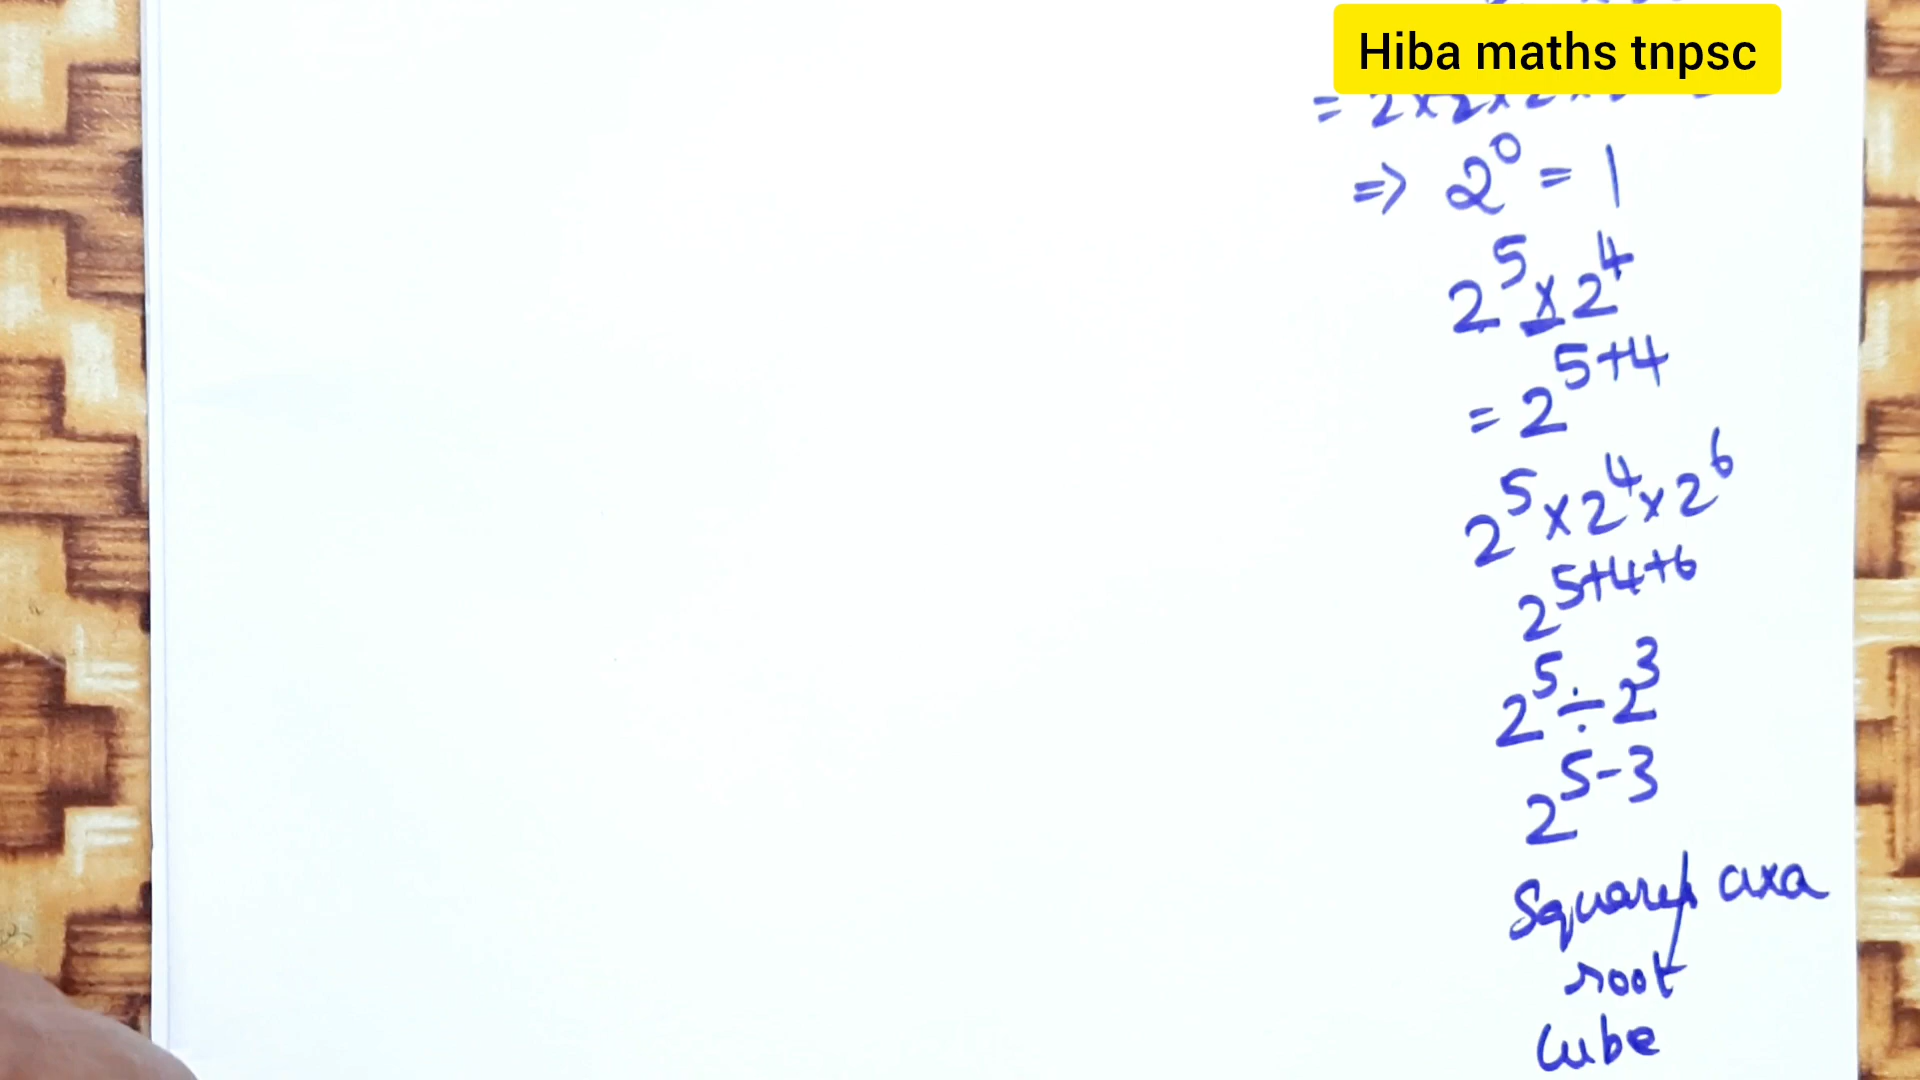 Hiba maths tnpsc
=> 2⁰ = 1
2⁵ x 2⁴
= 2⁵⁺⁴
2⁵ x 2⁴ x 2⁶
2⁵⁺⁴⁺⁶
2⁵ ÷ 2³
2⁵⁻³
Square axa
root
Cube